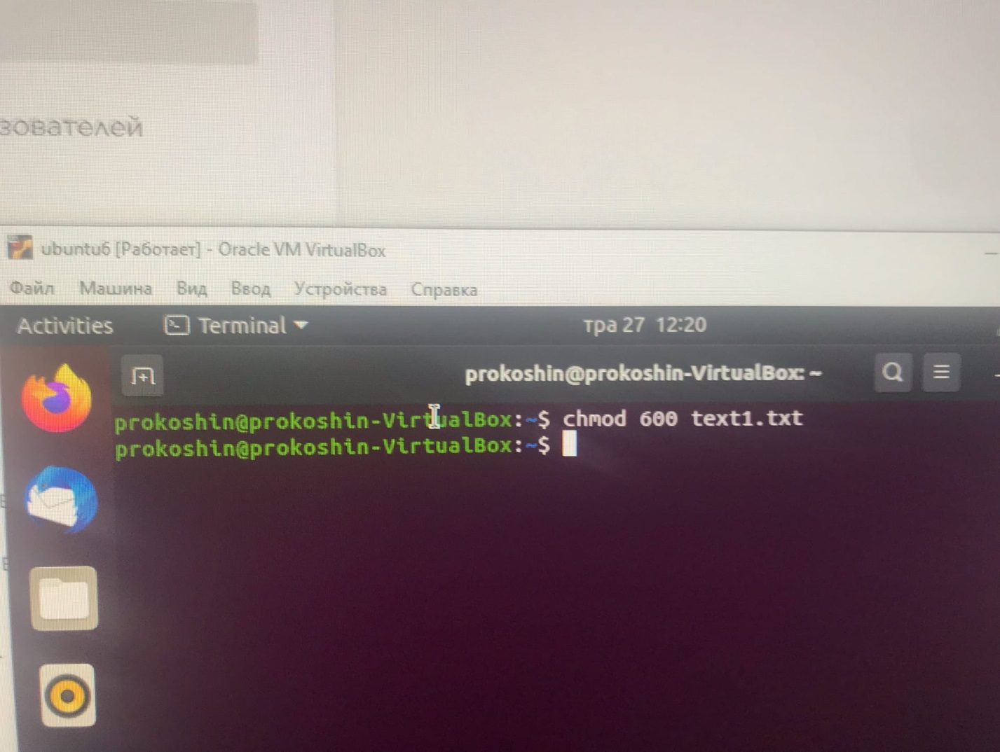 зователей
ubuntu6 [Работает] - Oracle VM VirtualBox
Файл Машина Вид Ввод Устройства Справка
Activities Terminal тра 27 12:20
prokoshin@prokoshin-VirtualBox: ~
prokoshin@prokoshin-VirtualBox:~$ chmod 600 text1.txt
prokoshin@prokoshin-VirtualBox:~$